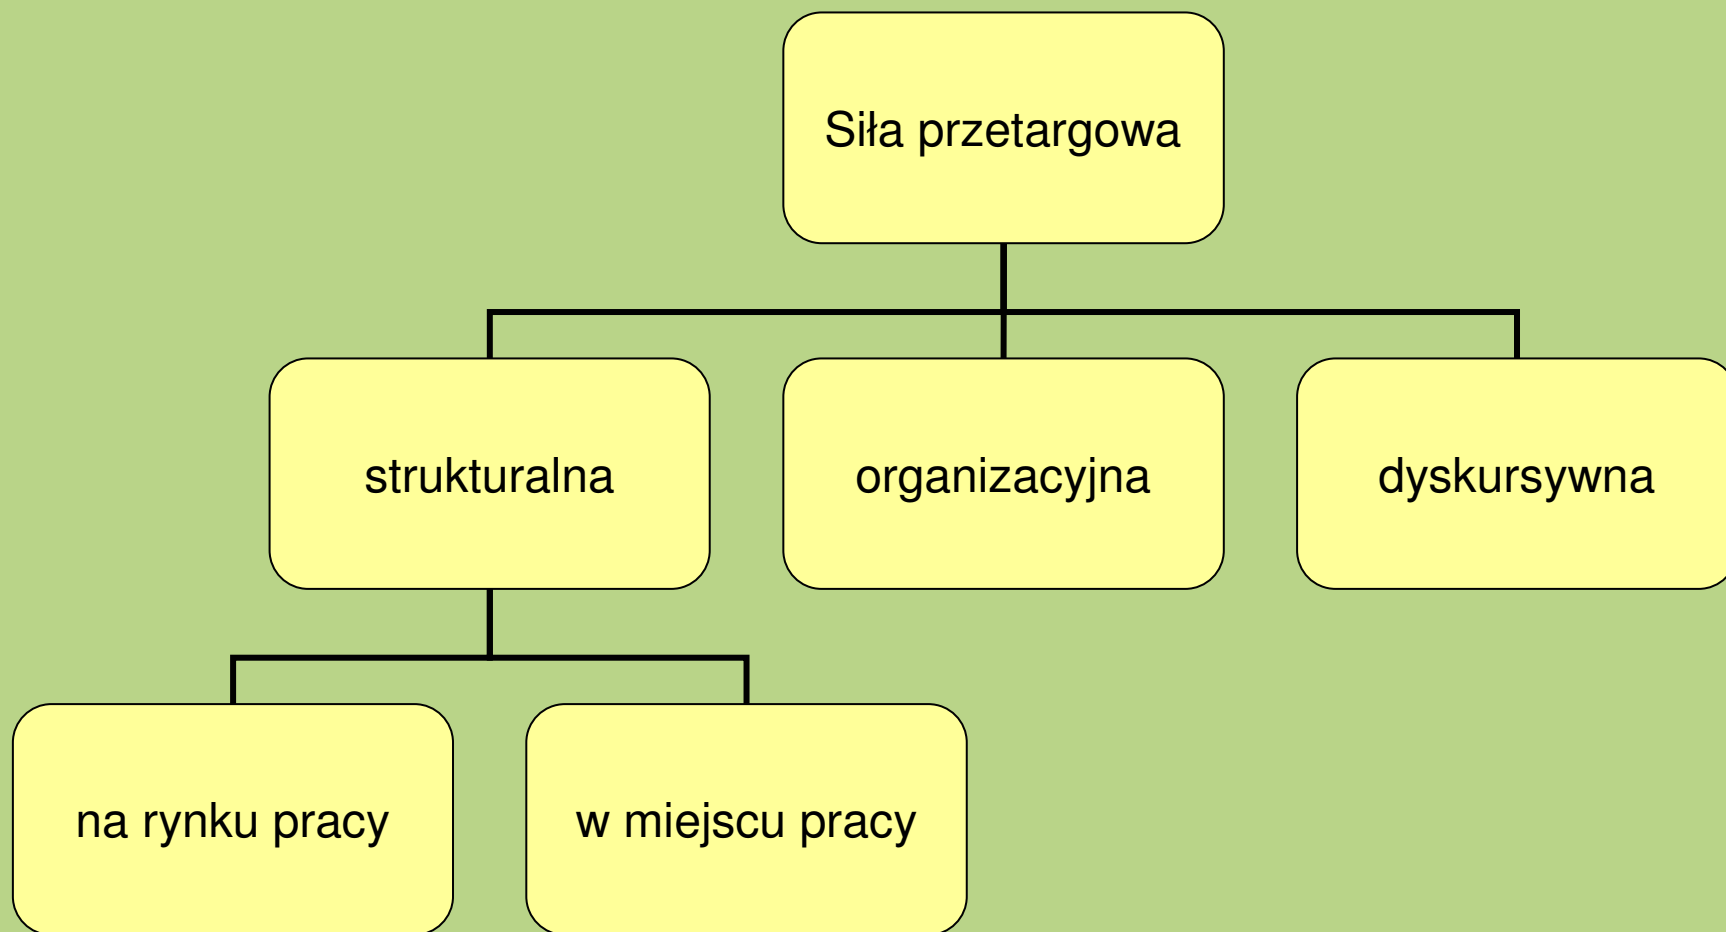 Siła przetargowa
strukturalna
organizacyjna
dyskursywna
na rynku pracy
w miejscu pracy